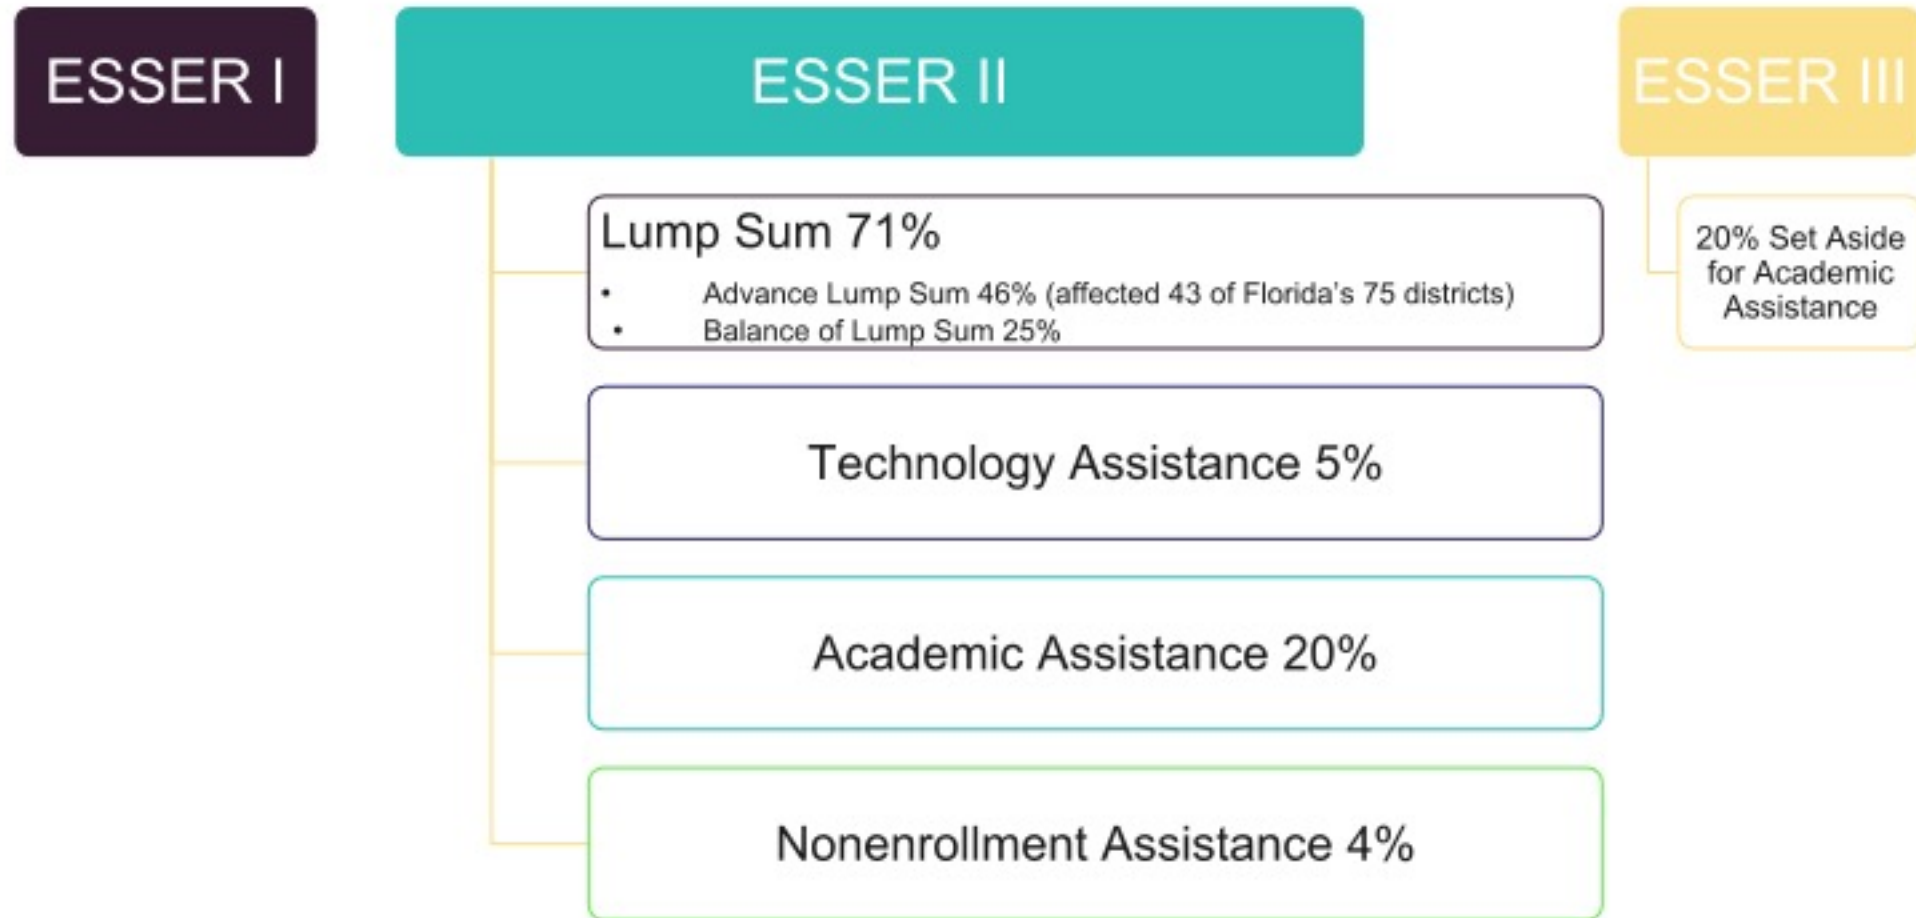 ESSER I
ESSER II
ESSER III
Lump Sum 71%
• Advance Lump Sum 46% (affected 43 of Florida's 75 districts)
• Balance of Lump Sum 25%
Technology Assistance 5%
Academic Assistance 20%
Nonenrollment Assistance 4%
20% Set Aside
for Academic
Assistance